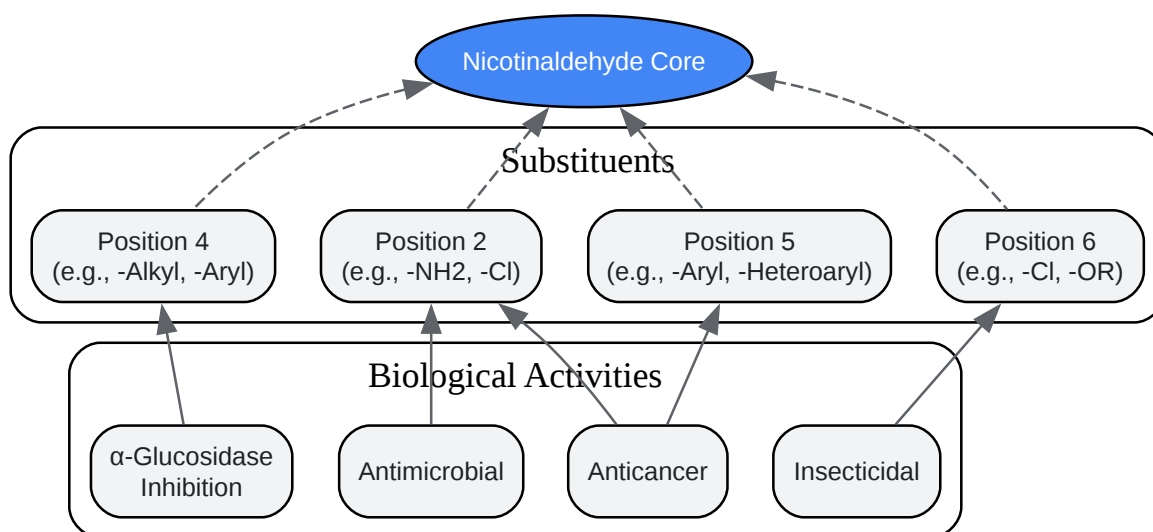 Nicotinaldehyde Core
Substituents
Position 4
(e.g., -Alkyl, -Aryl)
Position 2
(e.g., -NH2, -Cl)
Position 5
(e.g., -Aryl, -Heteroaryl)
Position 6
(e.g., -Cl, -OR)
Biological Activities
α-Glucosidase
Inhibition
Antimicrobial
Anticancer
Insecticidal